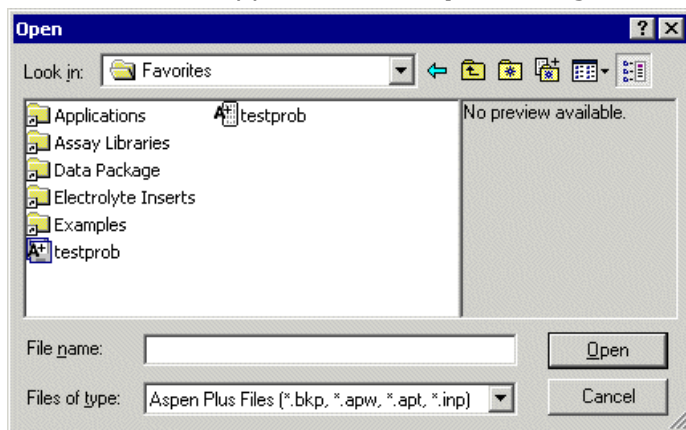 Open
Look in: Favorites
Applications
Assay Libraries
Data Package
Electrolyte Inserts
Examples
testprob
testprob
No preview available.
File name:
Open
Files of type: Aspen Plus Files (*.bkp, *.apw, *.apt, *.inp)
Cancel